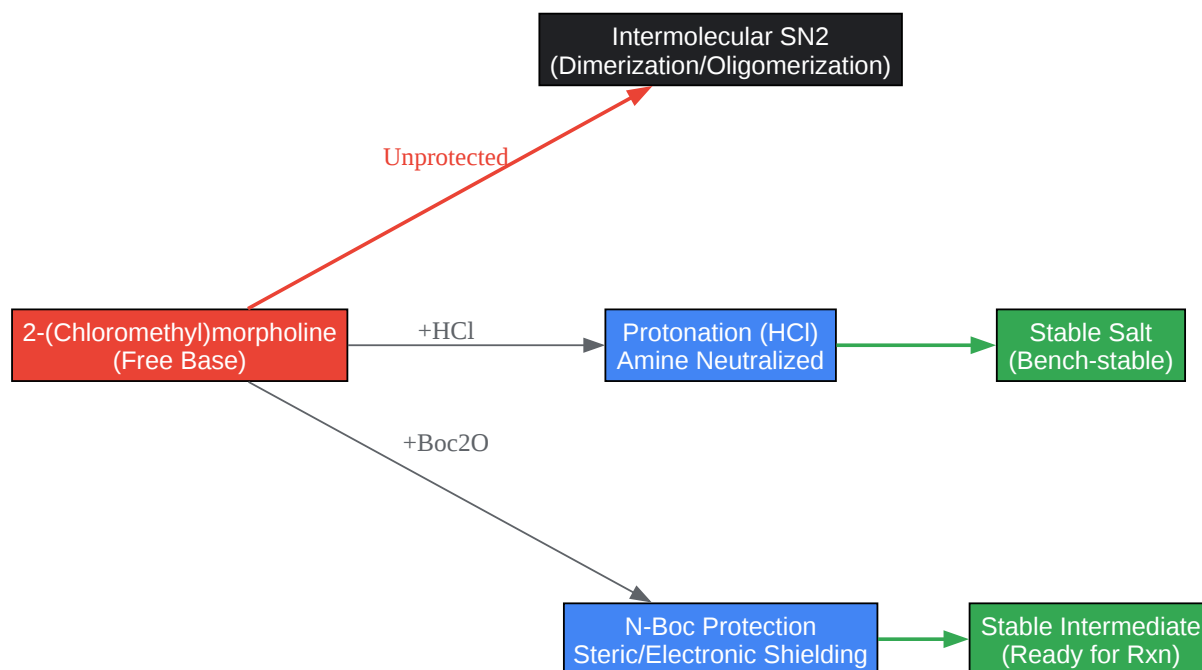 Intermolecular SN2
(Dimerization/Oligomerization)
Unprotected
2-(Chloromethyl)morpholine
(Free Base)
+HCl
Protonation (HCl)
Amine Neutralized
Stable Salt
(Bench-stable)
+Boc2O
N-Boc Protection
Steric/Electronic Shielding
Stable Intermediate
(Ready for Rxn)